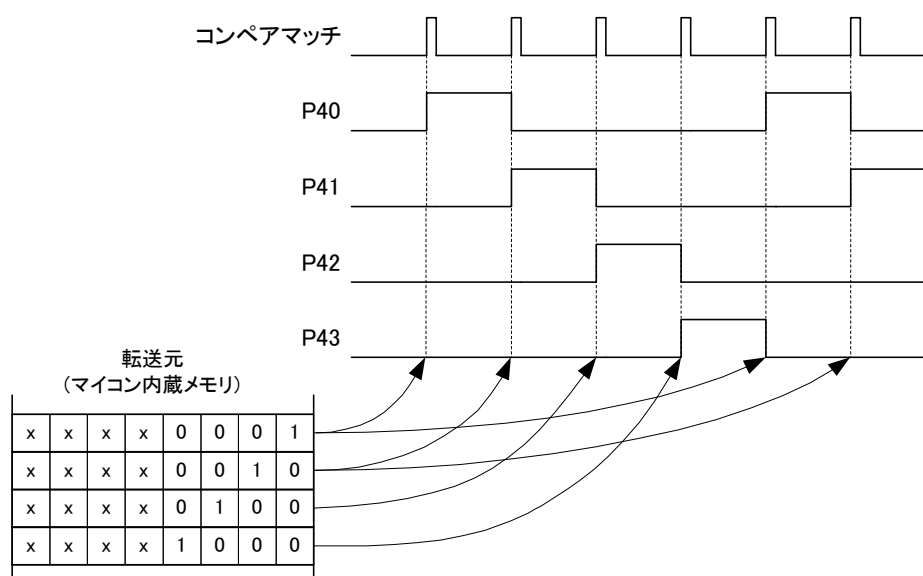 コンペアマッチ
P40
P41
P42
P43
転送元
(マイコン内蔵メモリ)
x x x x 0 0 0 1
x x x x 0 0 1 0
x x x x 0 1 0 0
x x x x 1 0 0 0